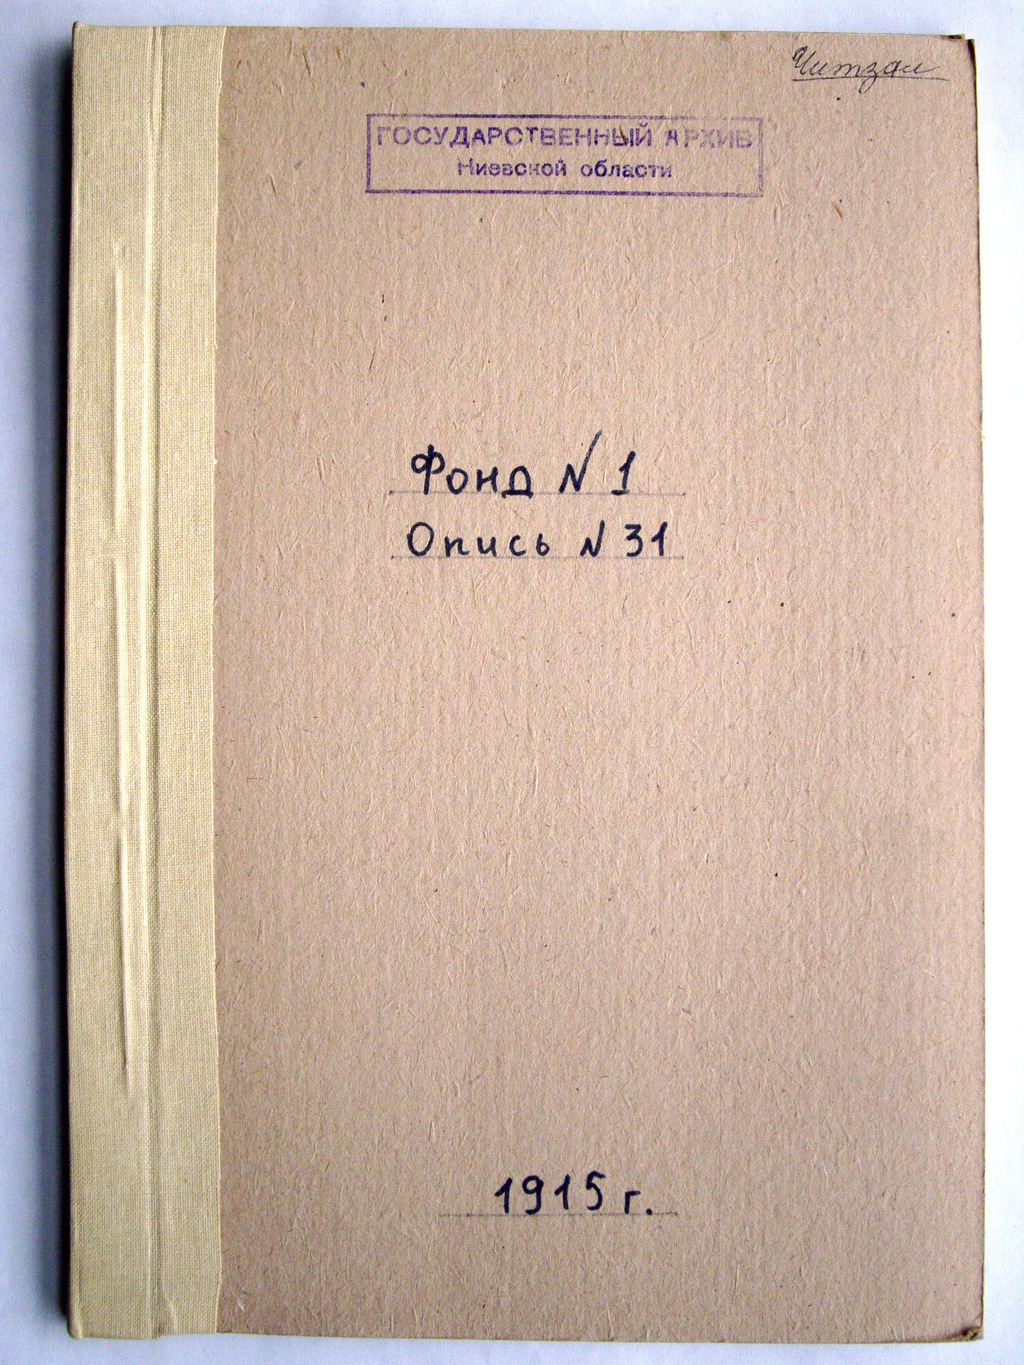 Читзал
ГОСУДАРСТВЕННЫЙ АРХИВ
Киевской области
Фонд N 1
Опись N 31
1915 г.